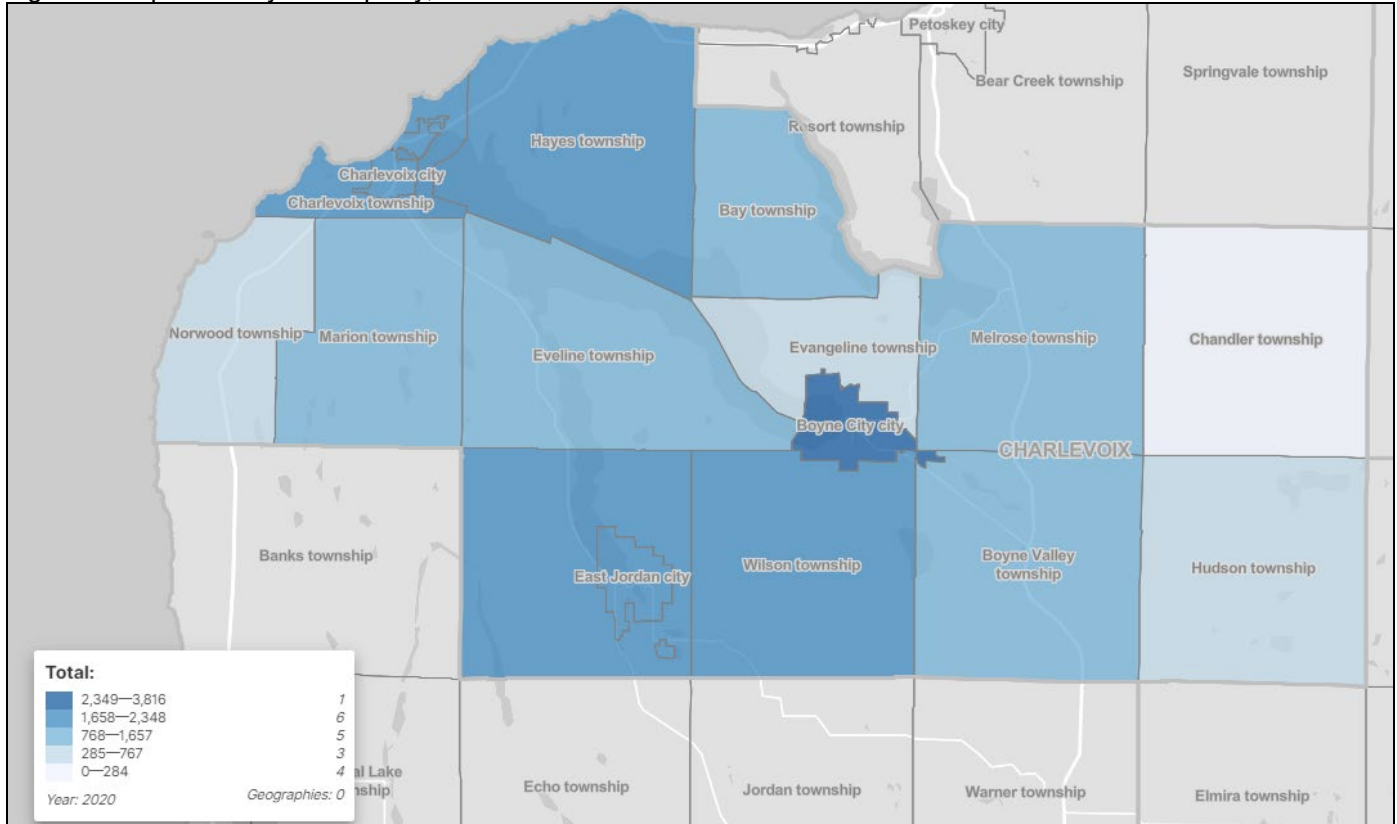 Petoskey city
Bear Creek township
Springvale township
Resort township
Hayes township
Charlevoix city
Charlevoix township
Bay township
Norwood township
Marion township
Eveline township
Evangeline township
Melrose township
Chandler township
Boyne City city
CHARLEVOIX
Banks township
East Jordan city
Wilson township
Boyne Valley
township
Hudson township
Total:
2,349—3,816 1
1,658—2,348 6
768—1,657 5
285—767 3
0—284 4
Year: 2020 Geographies: 0
al Lake
nship
Echo township
Jordan township
Warner township
Elmira township